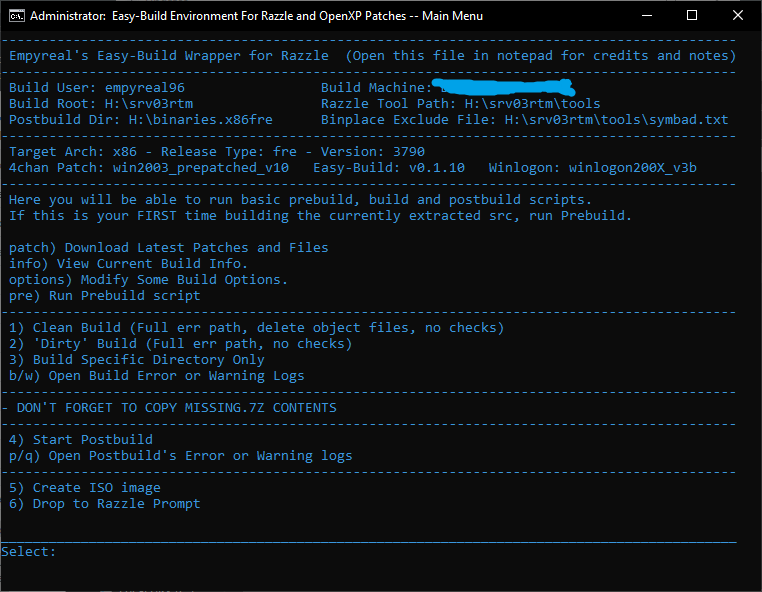 Administrator: Easy-Build Environment For Razzle and OpenXP Patches -- Main Menu
Empyreal's Easy-Build Wrapper for Razzle (Open this file in notepad for credits and notes)
Build User: empyreal96 Build Machine:
Build Root: H:\srv03rtm Razzle Tool Path: H:\srv03rtm\tools
Postbuild Dir: H:\binaries.x86fre Binplace Exclude File: H:\srv03rtm\tools\symbad.txt
Target Arch: x86 - Release Type: fre - Version: 3790
4chan Patch: win2003_prepatched_v10 Easy-Build: v0.1.10 Winlogon: winlogon200X_v3b
Here you will be able to run basic prebuild, build and postbuild scripts.
If this is your FIRST time building the currently extracted src, run Prebuild.
patch) Download Latest Patches and Files
info) View Current Build Info.
options) Modify Some Build Options.
pre) Run Prebuild script
1) Clean Build (Full err path, delete object files, no checks)
2) 'Dirty' Build (Full err path, no checks)
3) Build Specific Directory Only
b/w) Open Build Error or Warning Logs
- DON'T FORGET TO COPY MISSING.7Z CONTENTS
4) Start Postbuild
p/q) Open Postbuild's Error or Warning logs
5) Create ISO image
6) Drop to Razzle Prompt
Select: